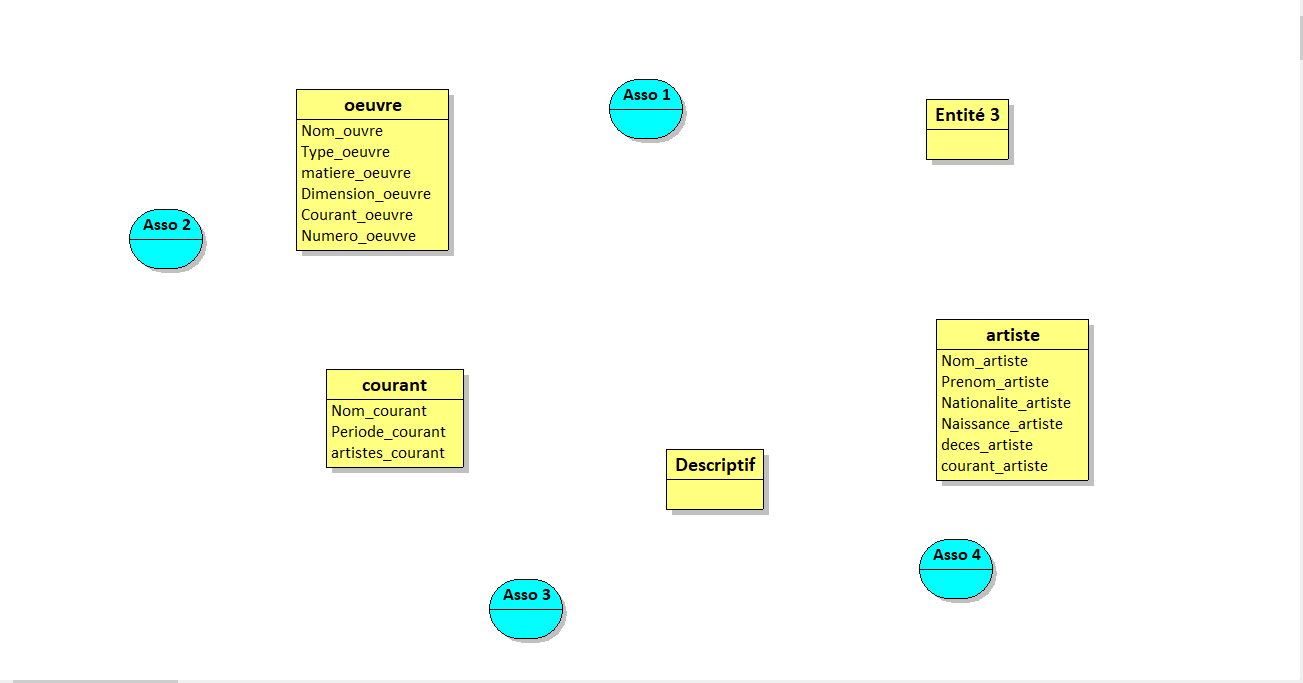 oeuvre
Nom_ouvre
Type_oeuvre
matiere_oeuvre
Dimension_oeuvre
Courant_oeuvre
Numero_oeuvve
Asso 1
Entité 3
Asso 2
courant
Nom_courant
Periode_courant
artistes_courant
artiste
Nom_artiste
Prenom_artiste
Nationalite_artiste
Naissance_artiste
deces_artiste
courant_artiste
Descriptif
Asso 3
Asso 4